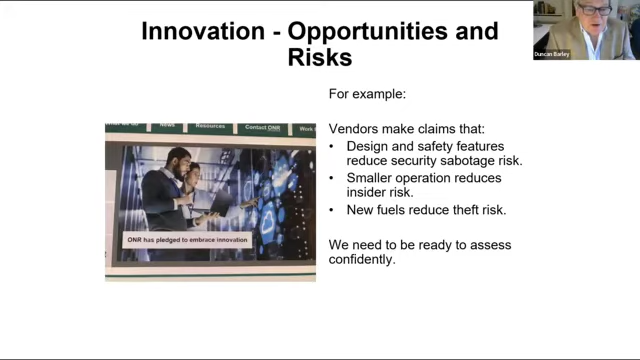 Innovation - Opportunities and
Risks
Duncan Barley
For example:
Vendors make claims that:
• Design and safety features
reduce security sabotage risk.
• Smaller operation reduces
insider risk.
• New fuels reduce theft risk.
We need to be ready to assess
confidently.
News
Resources
Contact ONR
ONR has pledged to embrace innovation